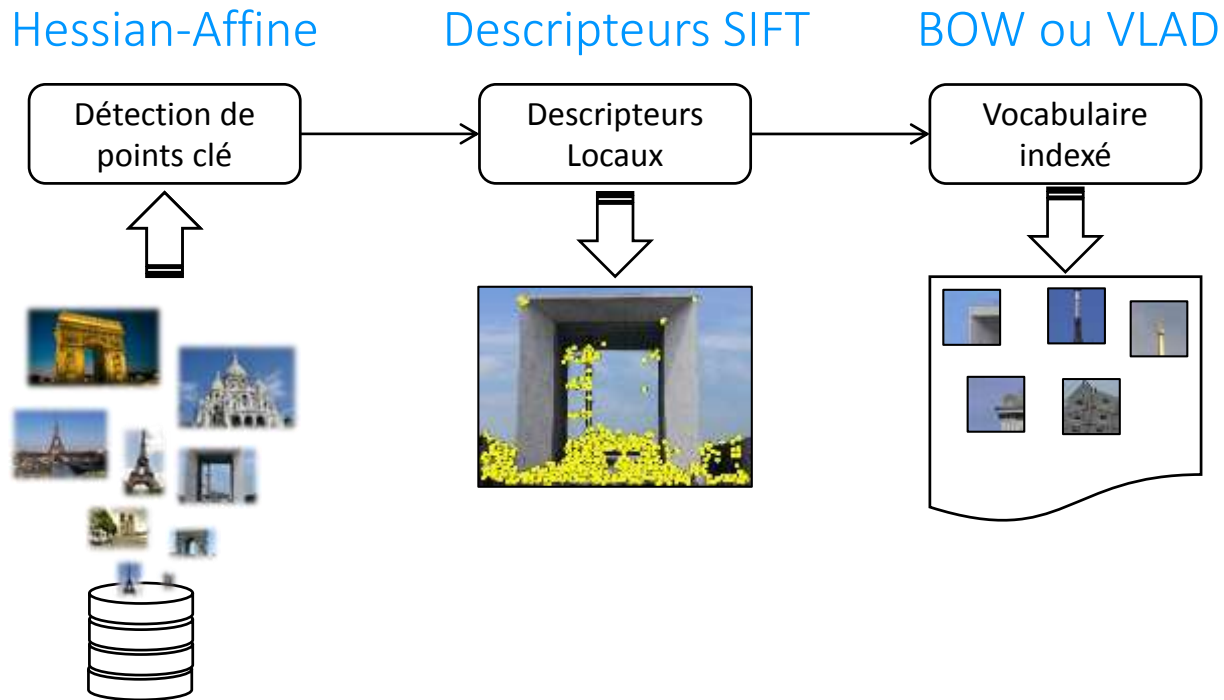 Hessian-Affine
Descripteurs SIFT
BOW ou VLAD
Détection de
points clé
Descripteurs
Locaux
Vocabulaire
indexé